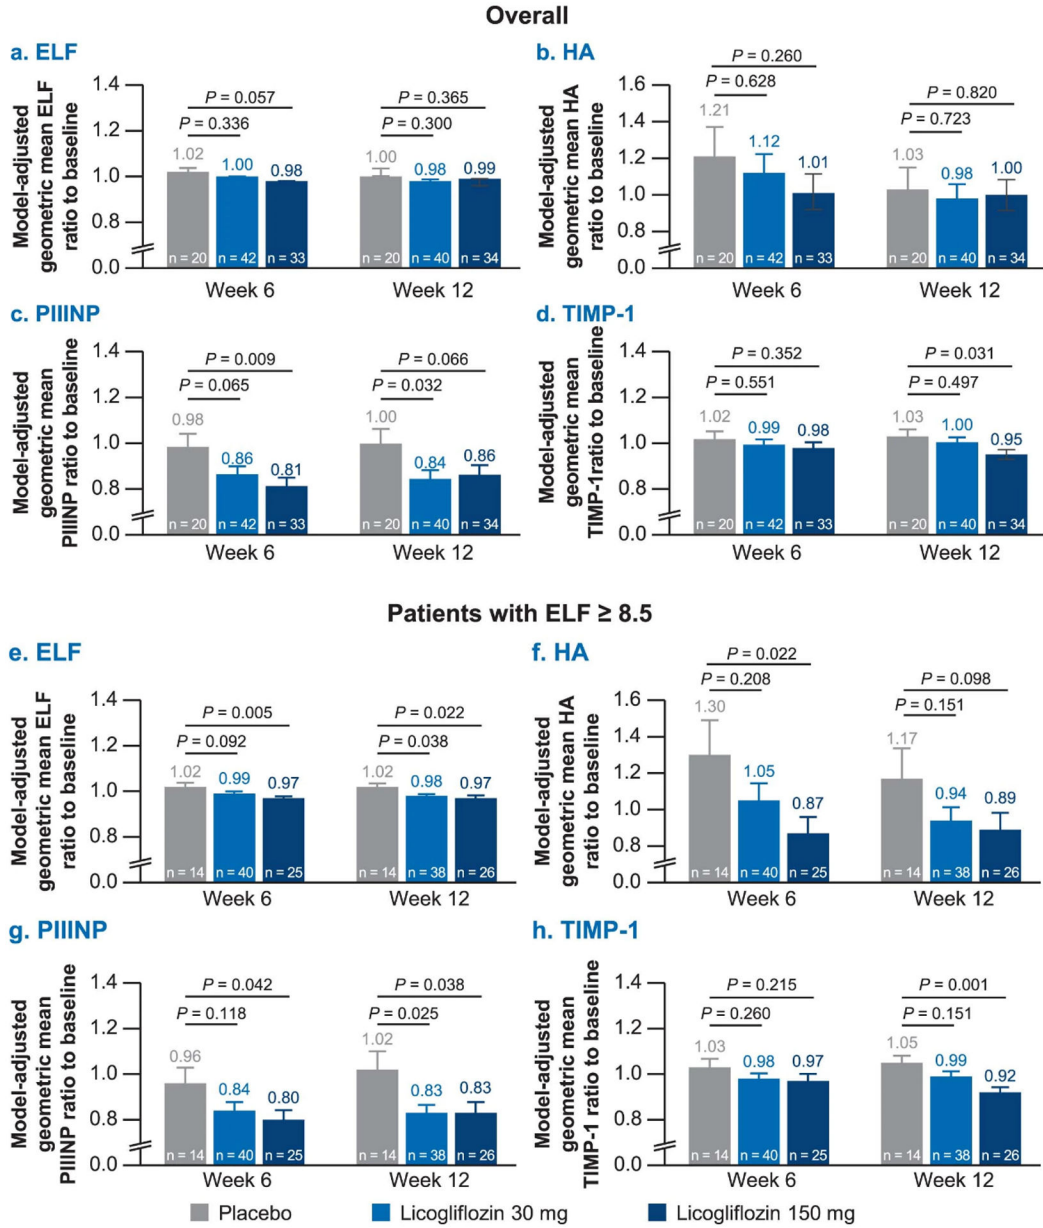 Overall
a. ELF
Model-adjusted
geometric mean ELF
ratio to baseline
1.4
1.2
1.0
0.8
0.0
P = 0.057
P = 0.336
1.02
1.00
0.98
n = 20
n = 42
n = 33
Week 6
P = 0.365
P = 0.300
1.00
0.98
0.99
n = 20
n = 40
n = 34
Week 12
b. HA
Model-adjusted
geometric mean HA
ratio to baseline
1.6
1.4
1.2
1.0
0.8
0.0
P = 0.260
P = 0.628
1.21
1.12
1.01
n = 20
n = 42
n = 33
Week 6
P = 0.820
P = 0.723
1.03
0.98
1.00
n = 20
n = 40
n = 34
Week 12
c. PIIINP
Model-adjusted
geometric mean
PIIINP ratio to baseline
1.4
1.2
1.0
0.8
0.0
P = 0.009
P = 0.065
0.98
0.86
0.81
n = 20
n = 42
n = 33
Week 6
P = 0.066
P = 0.032
1.00
0.84
0.86
n = 20
n = 40
n = 34
Week 12
d. TIMP-1
Model-adjusted
geometric mean
TIMP-1ratio to baseline
1.4
1.2
1.0
0.8
0.0
P = 0.352
P = 0.551
1.02
0.99
0.98
n = 20
n = 42
n = 33
Week 6
P = 0.031
P = 0.497
1.03
1.00
0.95
n = 20
n = 40
n = 34
Week 12
Patients with ELF ≥ 8.5
e. ELF
Model-adjusted
geometric mean ELF
ratio to baseline
1.4
1.2
1.0
0.8
0.0
P = 0.005
P = 0.092
1.02
0.99
0.97
n = 14
n = 40
n = 25
Week 6
P = 0.022
P = 0.038
1.02
0.98
0.97
n = 14
n = 38
n = 26
Week 12
f. HA
Model-adjusted
geometric mean HA
ratio to baseline
1.6
1.4
1.2
1.0
0.8
0.0
P = 0.022
P = 0.208
1.30
1.05
0.87
n = 14
n = 40
n = 25
Week 6
P = 0.098
P = 0.151
1.17
0.94
0.89
n = 14
n = 38
n = 26
Week 12
g. PIIINP
Model-adjusted
geometric mean
PIIINP ratio to baseline
1.4
1.2
1.0
0.8
0.0
P = 0.042
P = 0.118
0.96
0.84
0.80
n = 14
n = 40
n = 25
Week 6
P = 0.038
P = 0.025
1.02
0.83
0.83
n = 14
n = 38
n = 26
Week 12
h. TIMP-1
Model-adjusted
geometric mean
TIMP-1 ratio to baseline
1.4
1.2
1.0
0.8
0.0
P = 0.215
P = 0.260
1.03
0.98
0.97
n = 14
n = 40
n = 25
Week 6
P = 0.001
P = 0.151
1.05
0.99
0.92
n = 14
n = 38
n = 26
Week 12
Placebo
Licogliflozin 30 mg
Licogliflozin 150 mg